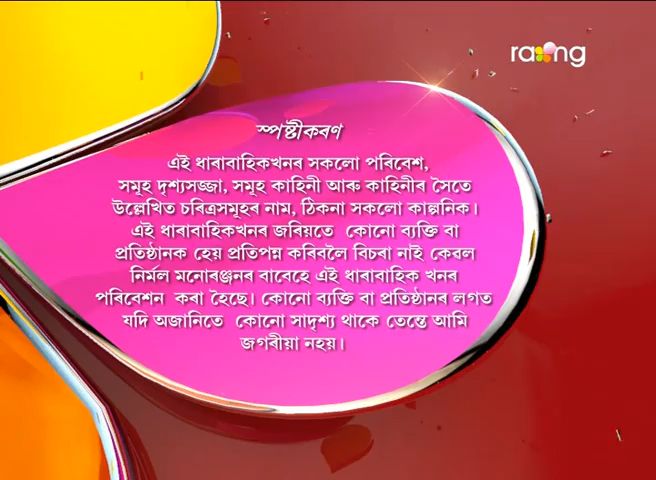 rang
স্পষ্টীকৰণ
এই ধাৰাবাহিকখনৰ সকলো পৰিবেশ,
সমূহ দৃশ্যসজ্জা, সমূহ কাহিনী আৰু কাহিনীৰ সৈতে
উল্লেখিত চৰিত্ৰসমূহৰ নাম, ঠিকনা সকলো কাল্পনিক।
এই ধাৰাবাহিকখনৰ জৰিয়তে কোনো ব্যক্তি বা
প্ৰতিষ্ঠানক হেয় প্ৰতিপন্ন কৰিবলৈ বিচৰা নাই কেৱল
নিৰ্মল মনোৰঞ্জনৰ বাবেহে এই ধাৰাবাহিক খনৰ
পৰিবেশন কৰা হৈছে। কোনো ব্যক্তি বা প্ৰতিষ্ঠানৰ লগত
যদি অজানিতে কোনো সাদৃশ্য থাকে তেন্তে আমি
জগৰীয়া নহয়।